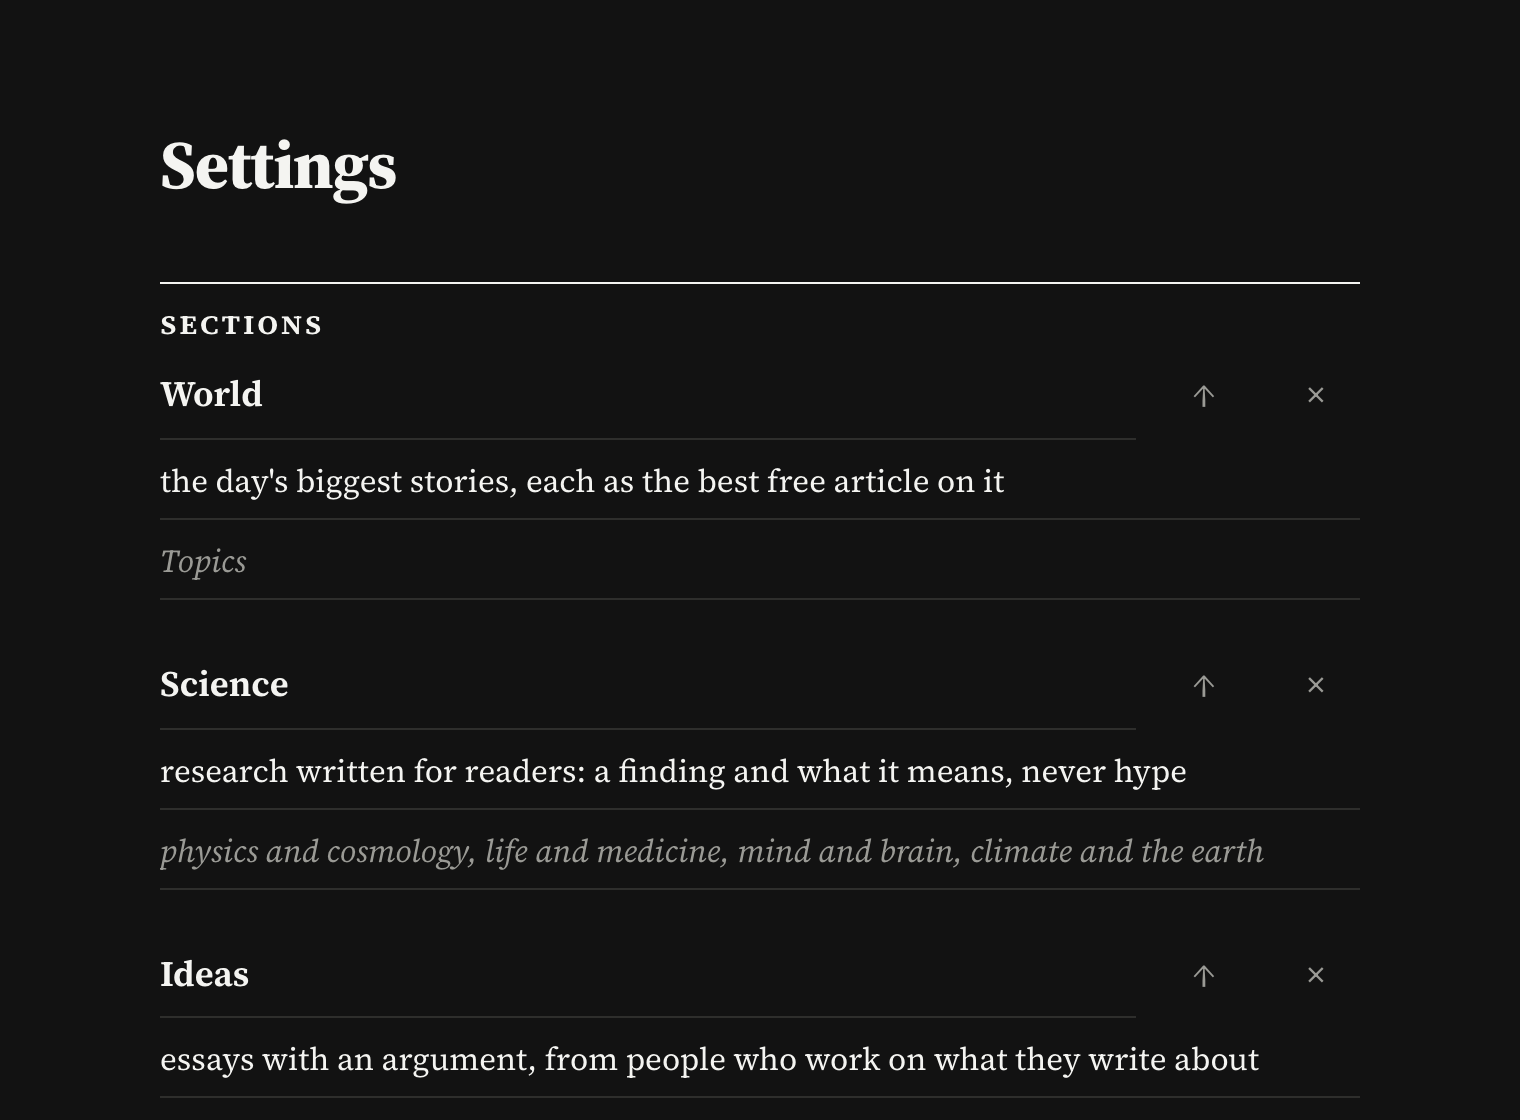 Settings
SECTIONS
World ↑ ×
the day's biggest stories, each as the best free article on it
Topics
Science ↑ ×
research written for readers: a finding and what it means, never hype
physics and cosmology, life and medicine, mind and brain, climate and the earth
Ideas ↑ ×
essays with an argument, from people who work on what they write about